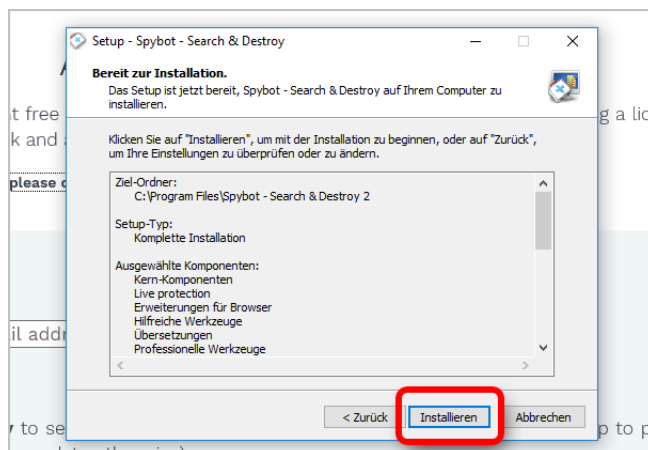 Setup - Spybot - Search & Destroy
Bereit zur Installation.
Das Setup ist jetzt bereit, Spybot - Search & Destroy auf Ihrem Computer zu
installieren.
t free
g a lic
k and
Klicken Sie auf "Installieren", um mit der Installation zu beginnen, oder auf "Zurück",
um Ihre Einstellungen zu überprüfen oder zu ändern.
please
Ziel-Ordner:
C:\Program Files\Spybot - Search & Destroy 2
Setup-Typ:
Komplette Installation
Ausgewählte Komponenten:
Kern-Komponenten
Live protection
Erweiterungen für Browser
Hilfreiche Werkzeuge
Übersetzungen
Professionelle Werkzeuge
il addr
< Zurück Installieren Abbrechen
to se
p to p